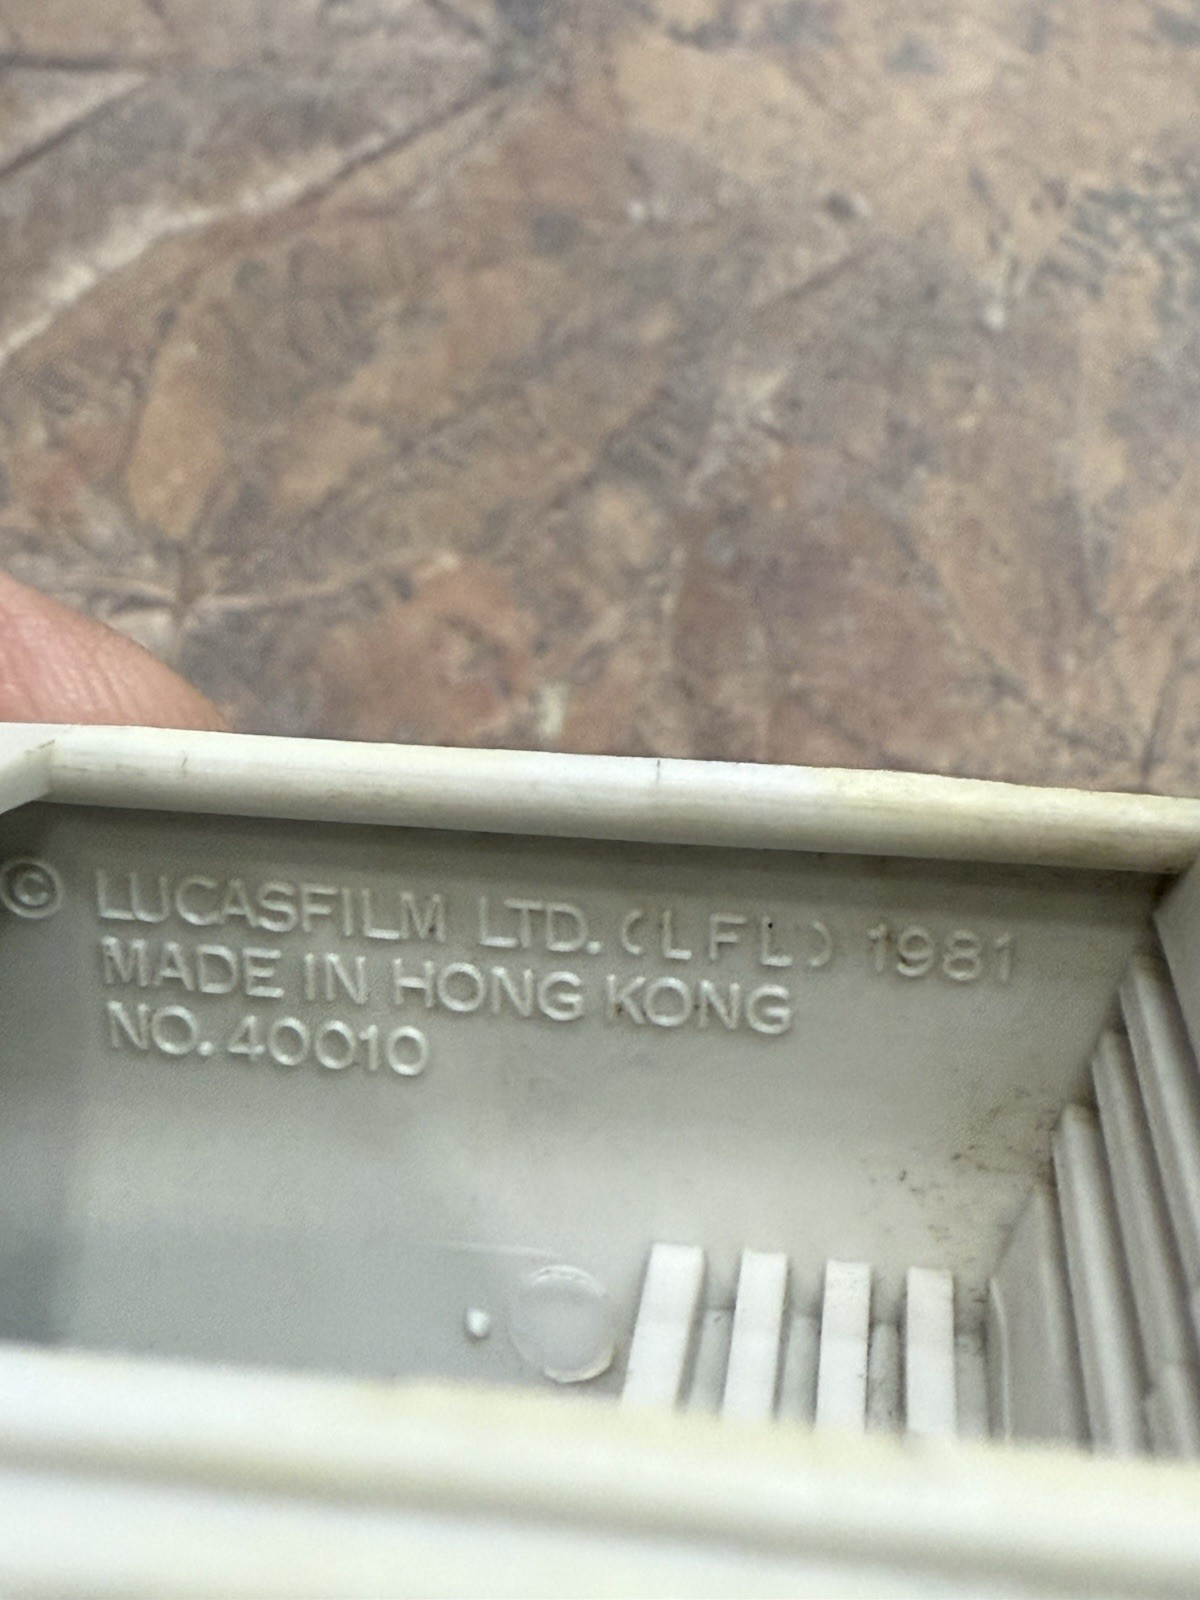 © LUCASFILM LTD. (LFL) 1981
MADE IN HONG KONG
NO. 40010